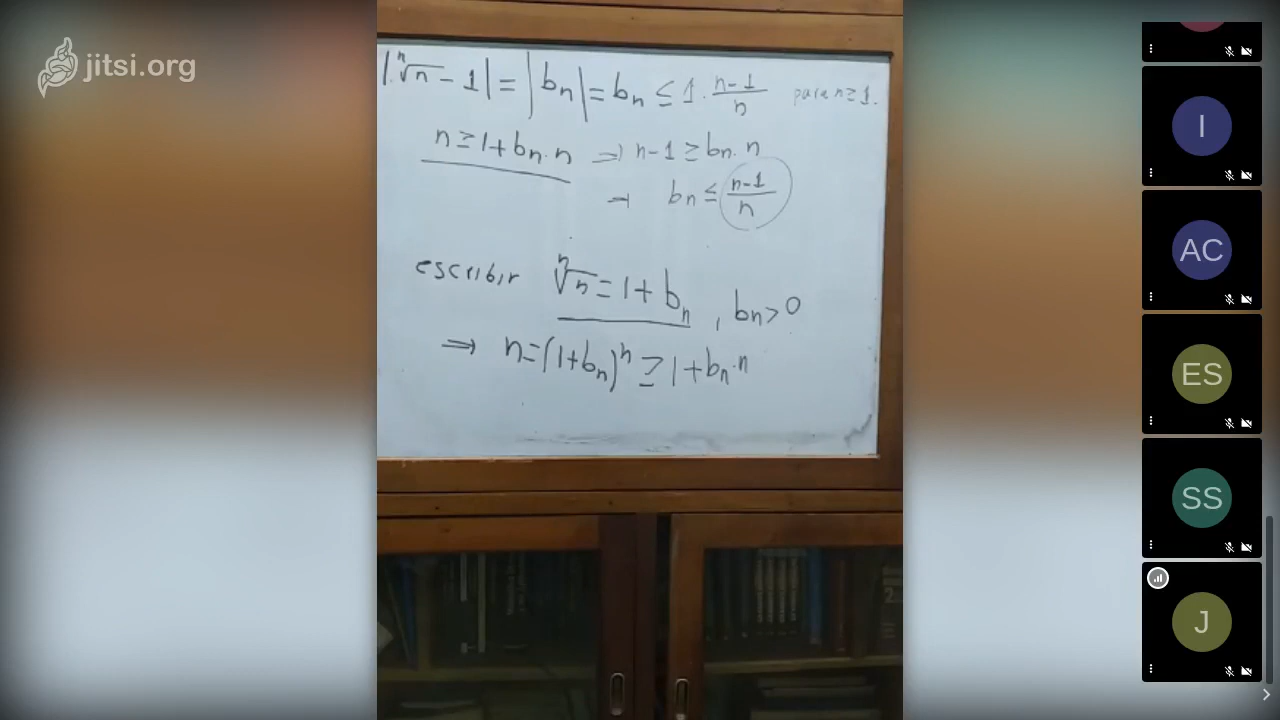 jitsi.org
|ⁿ√n − 1| = |bₙ| = bₙ ≤ 1 · (n−1)/n para n ≥ 1.
n ≥ 1 + bₙ · n ⇒ n − 1 ≥ bₙ · n
→ bₙ ≤ (n−1)/n
escribir ⁿ√n = 1 + bₙ , bₙ > 0
⇒ n = (1 + bₙ)ⁿ ≥ 1 + bₙ · n
I
AC
ES
SS
J